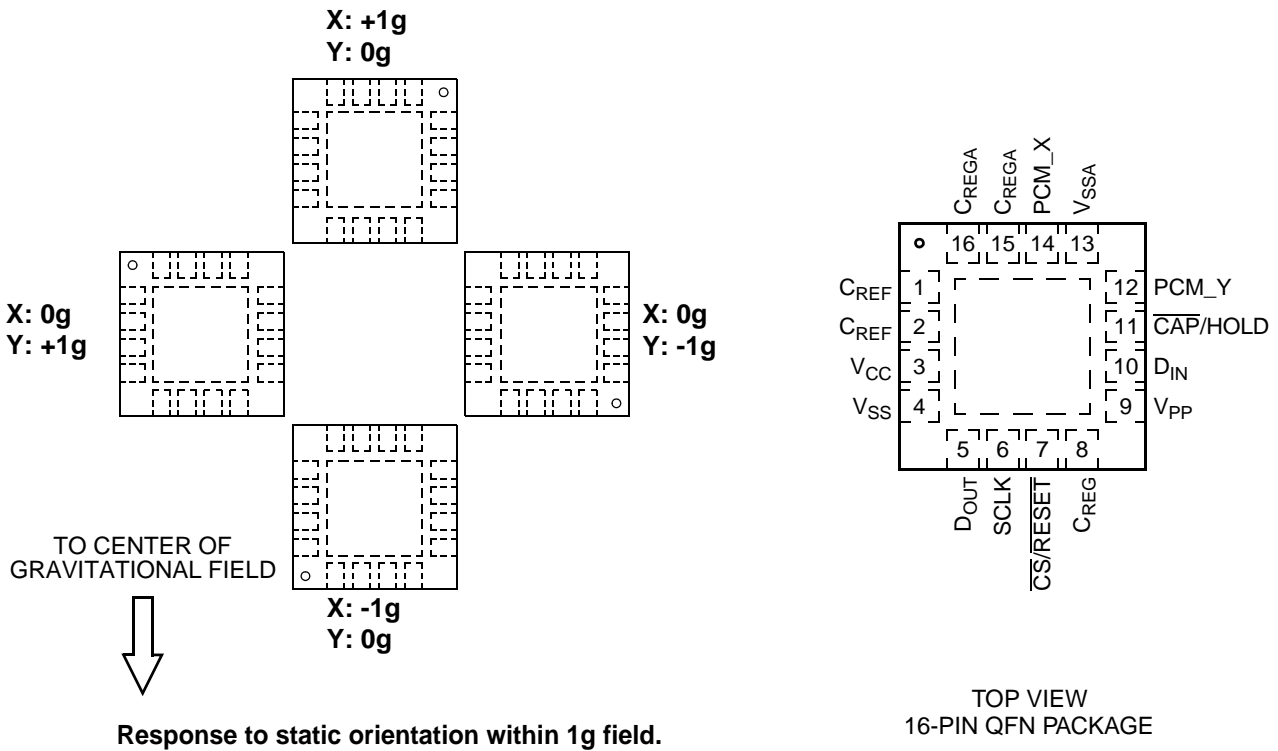 X: +1g
Y: 0g
X: 0g
Y: +1g
X: 0g
Y: -1g
X: -1g
Y: 0g
TO CENTER OF
GRAVITATIONAL FIELD
Response to static orientation within 1g field.
CREGA
CREGA
PCM_X
VSSA
16
15
14
13
CREF 1
CREF 2
VCC 3
VSS 4
12 PCM_Y
11 CAP/HOLD
10 DIN
9 VPP
5
6
7
8
DOUT
SCLK
CS/RESET
CREG
TOP VIEW
16-PIN QFN PACKAGE